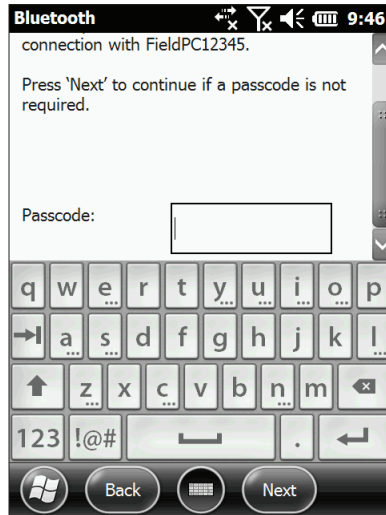 Bluetooth 9:46
connection with FieldPC12345.
Press 'Next' to continue if a passcode is not
required.
Passcode:
q w e r t y u i o p
a s d f g h j k l
z x c v b n m
123 !@# .
Back Next